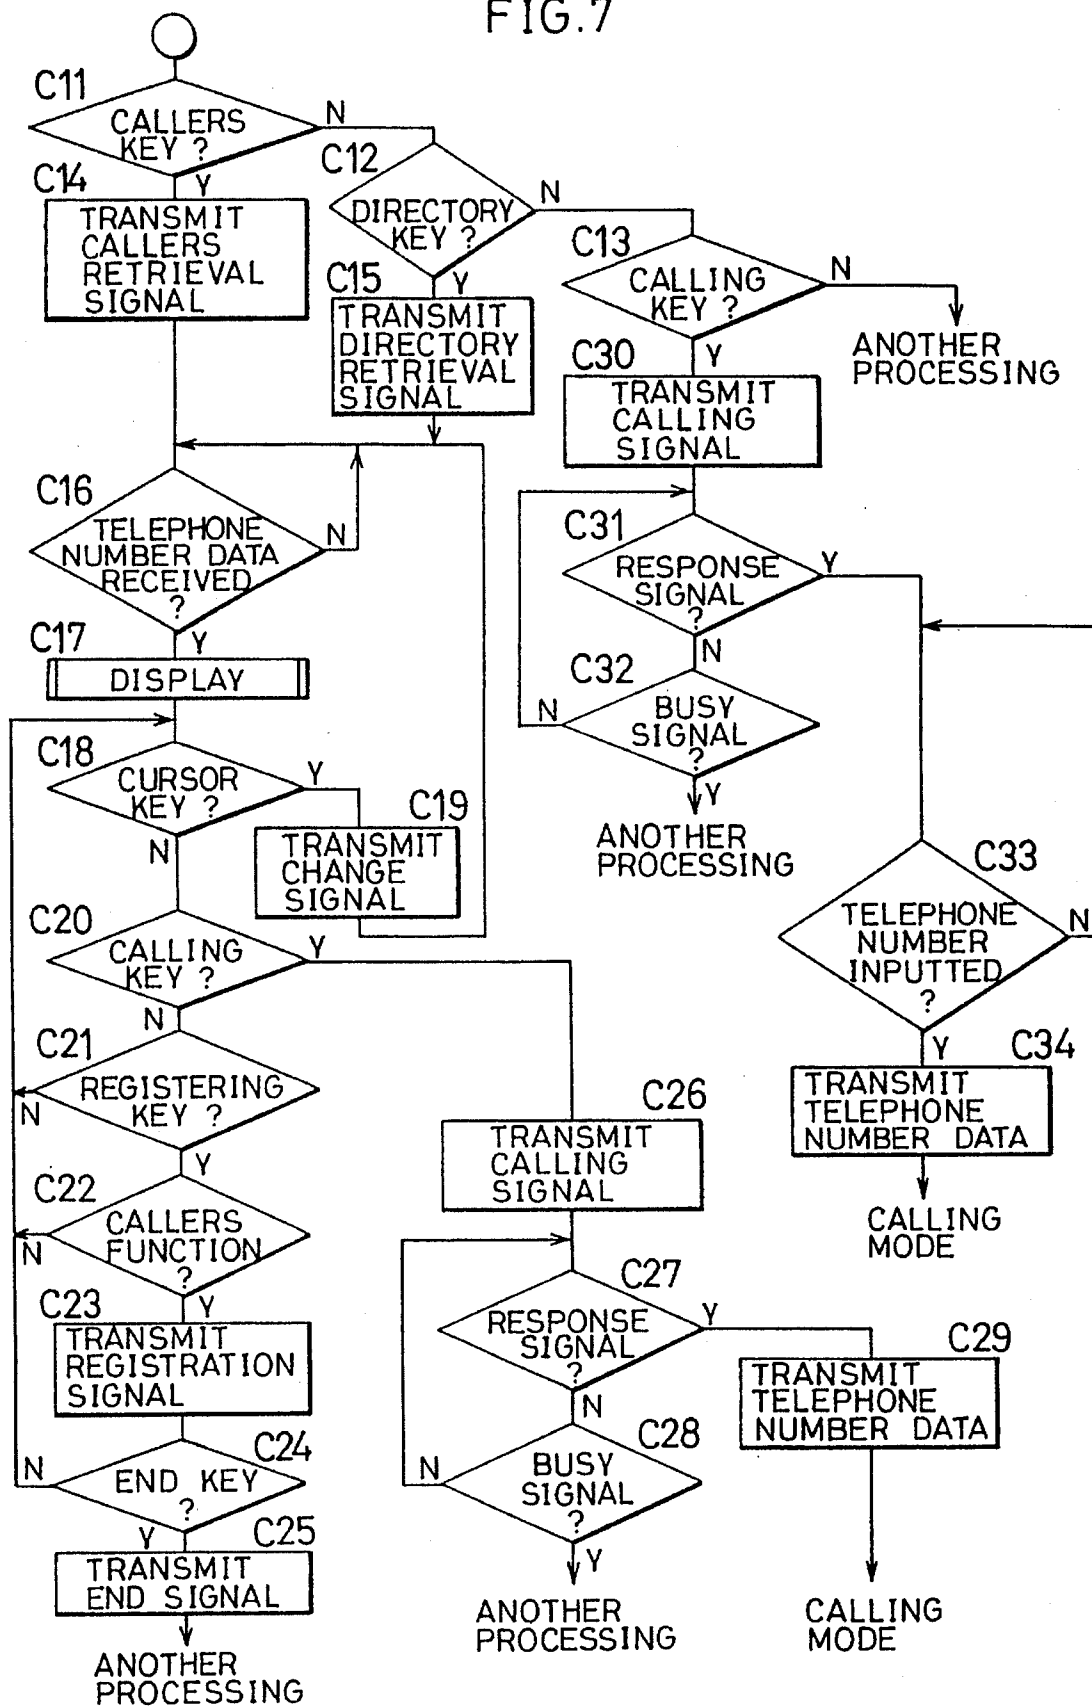 FIG.7
C11
CALLERS
KEY ?
N
Y
C12
DIRECTORY
KEY ?
N
Y
C13
CALLING
KEY ?
N
Y
ANOTHER
PROCESSING
C14
TRANSMIT
CALLERS
RETRIEVAL
SIGNAL
C15
TRANSMIT
DIRECTORY
RETRIEVAL
SIGNAL
C30
TRANSMIT
CALLING
SIGNAL
C16
TELEPHONE
NUMBER DATA
RECEIVED
?
N
Y
C31
RESPONSE
SIGNAL
?
Y
N
C17
DISPLAY
C32
BUSY
SIGNAL
?
N
Y
ANOTHER
PROCESSING
C18
CURSOR
KEY ?
Y
N
C19
TRANSMIT
CHANGE
SIGNAL
C33
TELEPHONE
NUMBER
INPUTTED
?
N
Y
C20
CALLING
KEY ?
Y
N
C34
TRANSMIT
TELEPHONE
NUMBER DATA
CALLING
MODE
C21
REGISTERING
KEY ?
N
Y
C26
TRANSMIT
CALLING
SIGNAL
C22
CALLERS
FUNCTION
?
N
Y
C27
RESPONSE
SIGNAL
?
Y
N
C23
TRANSMIT
REGISTRATION
SIGNAL
C29
TRANSMIT
TELEPHONE
NUMBER DATA
C24
END KEY
?
N
Y
C28
BUSY
SIGNAL
?
N
Y
C25
TRANSMIT
END SIGNAL
ANOTHER
PROCESSING
ANOTHER
PROCESSING
CALLING
MODE